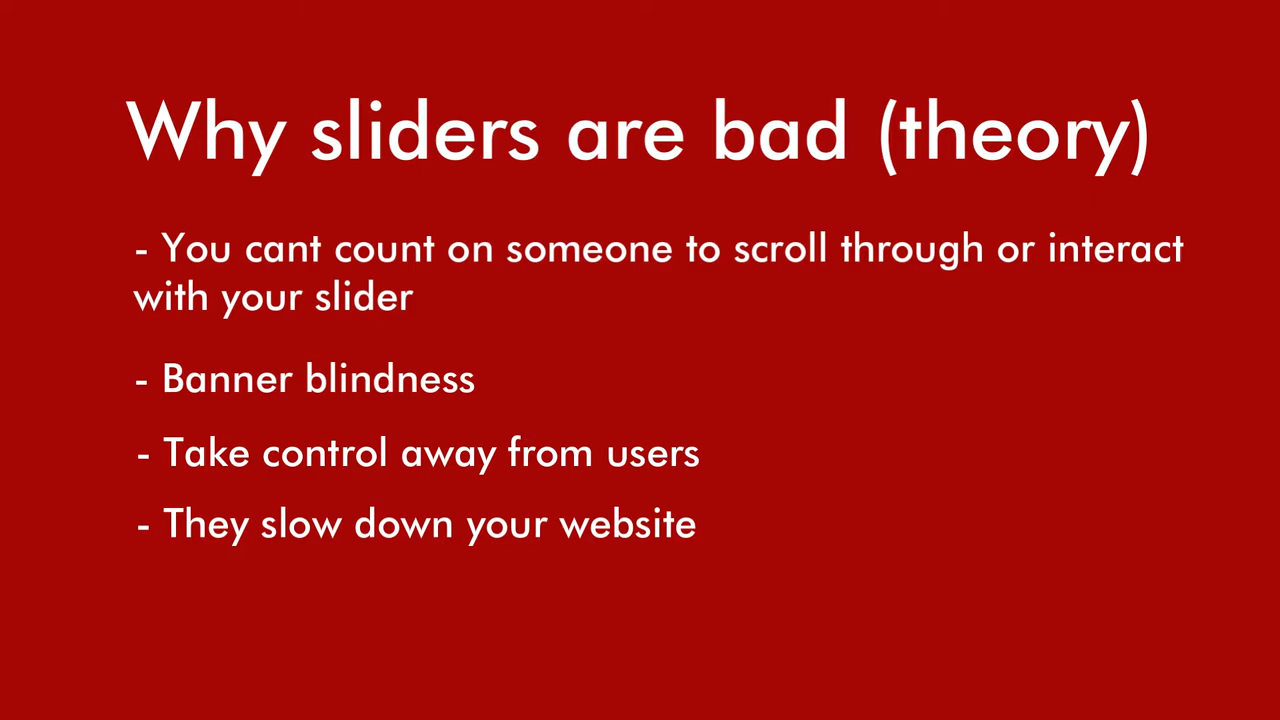 Why sliders are bad (theory)
- You cant count on someone to scroll through or interact
with your slider
- Banner blindness
- Take control away from users
- They slow down your website